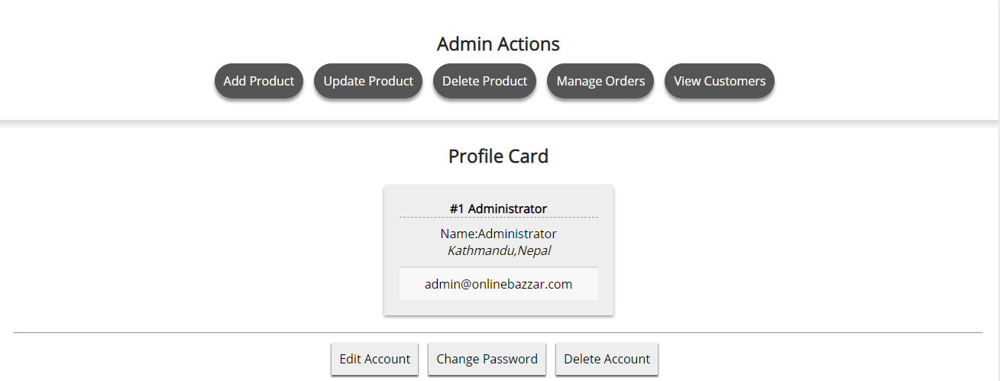 Admin Actions
Add Product Update Product Delete Product Manage Orders View Customers
Profile Card
#1 Administrator
Name:Administrator
Kathmandu,Nepal
admin@onlinebazzar.com
Edit Account Change Password Delete Account